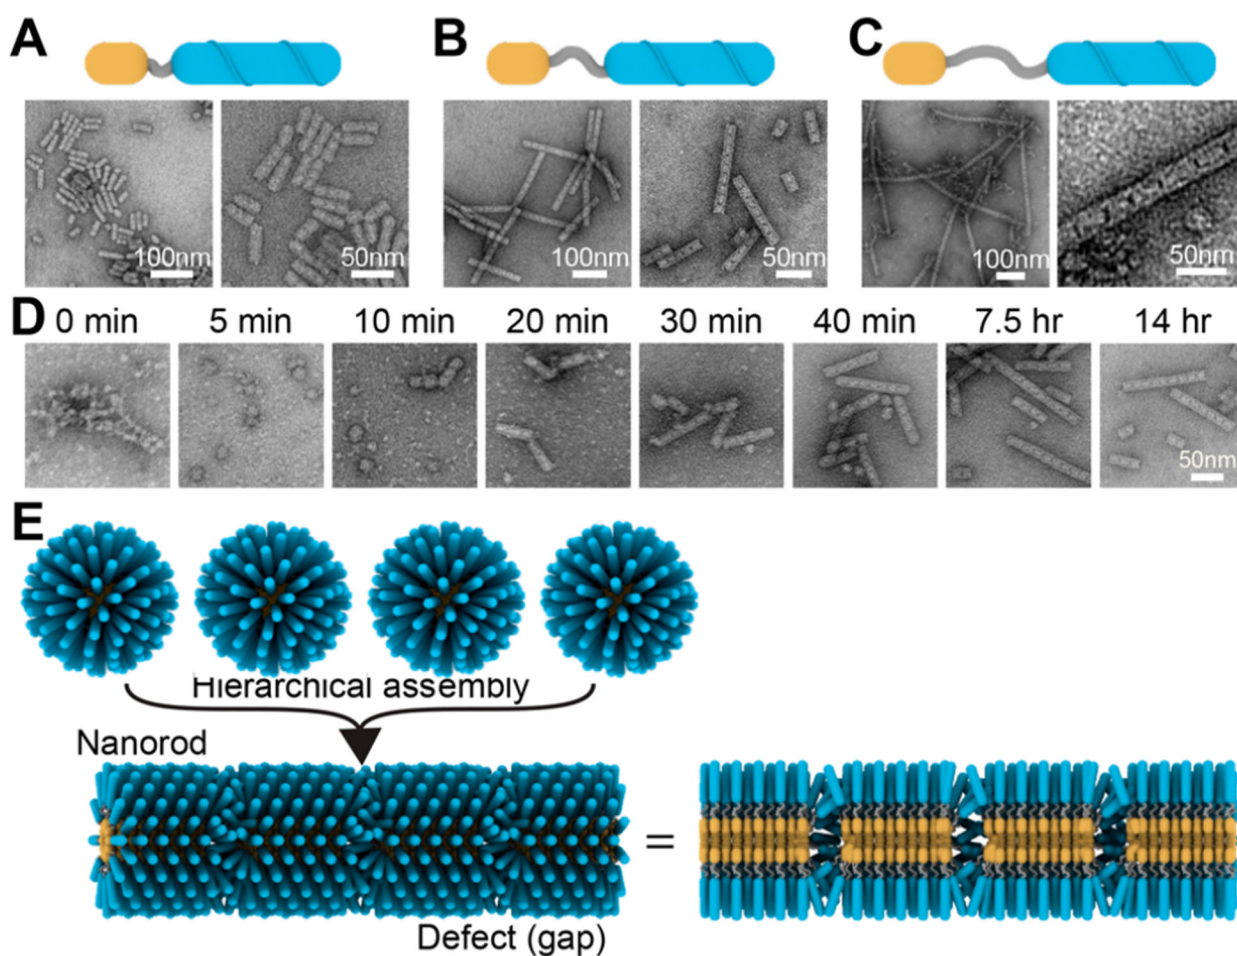 A
B
C
100nm
50nm
100nm
50nm
100nm
50nm
D
0 min
5 min
10 min
20 min
30 min
40 min
7.5 hr
14 hr
50nm
E
Hierarchical assembly
Nanorod
=
Defect (gap)